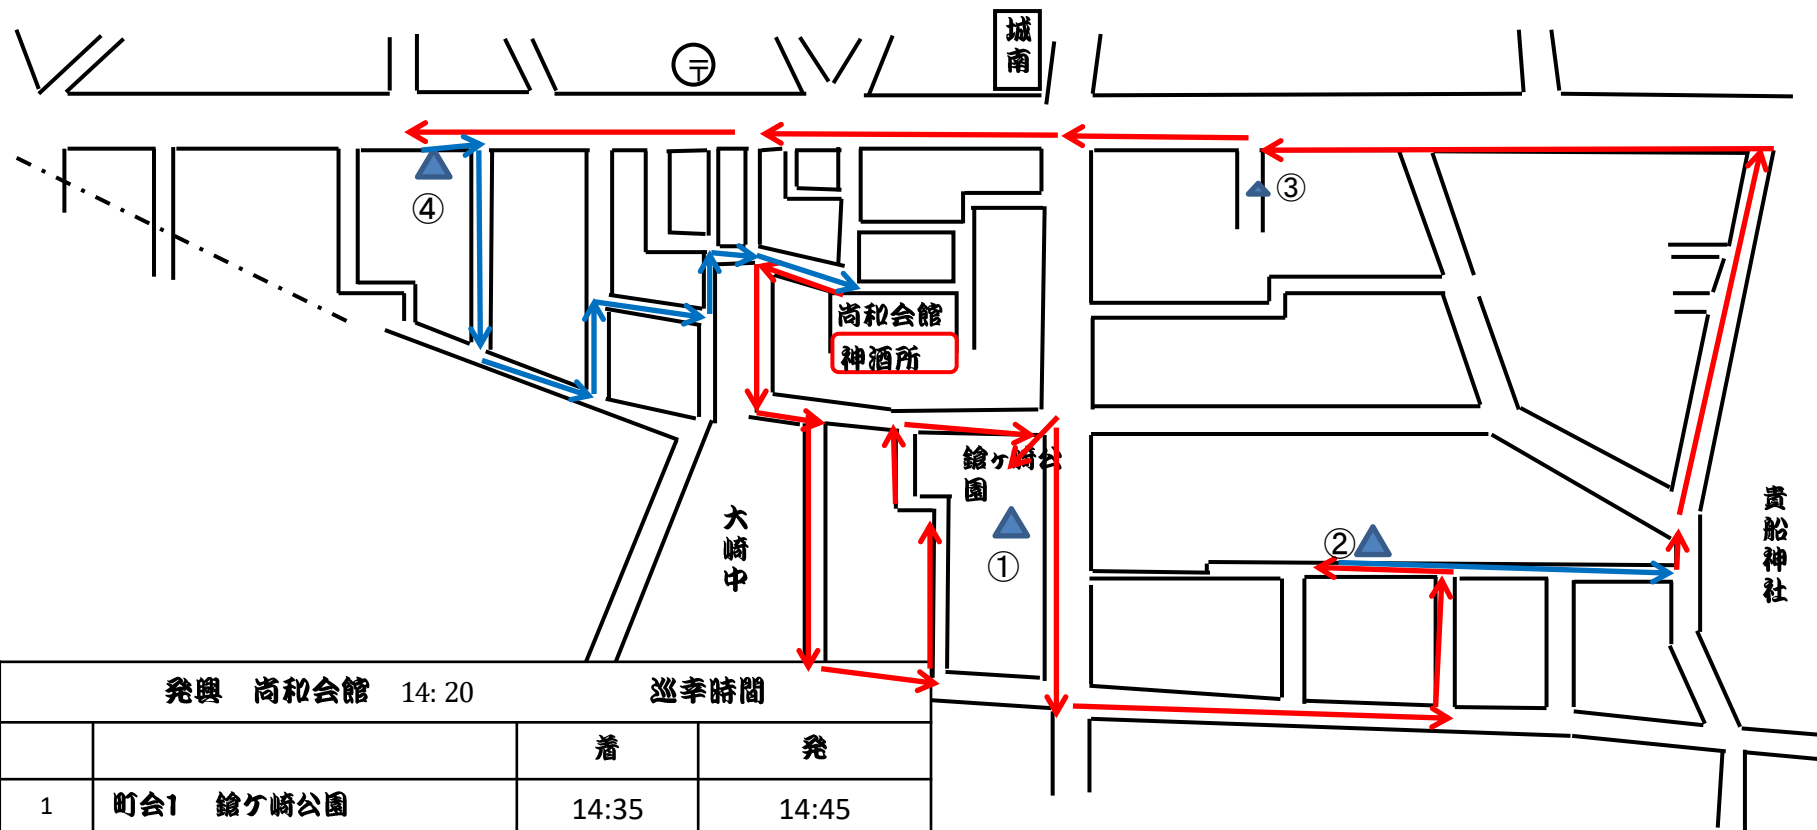 城南
〒
④
③
尚和会館
神酒所
鎗ヶ崎公
園
①
②
大崎中
貴船神社
発輿 尚和会館 14:20 巡幸時間
着 発
1 町会1 鎗ケ崎公園 14:35 14:45